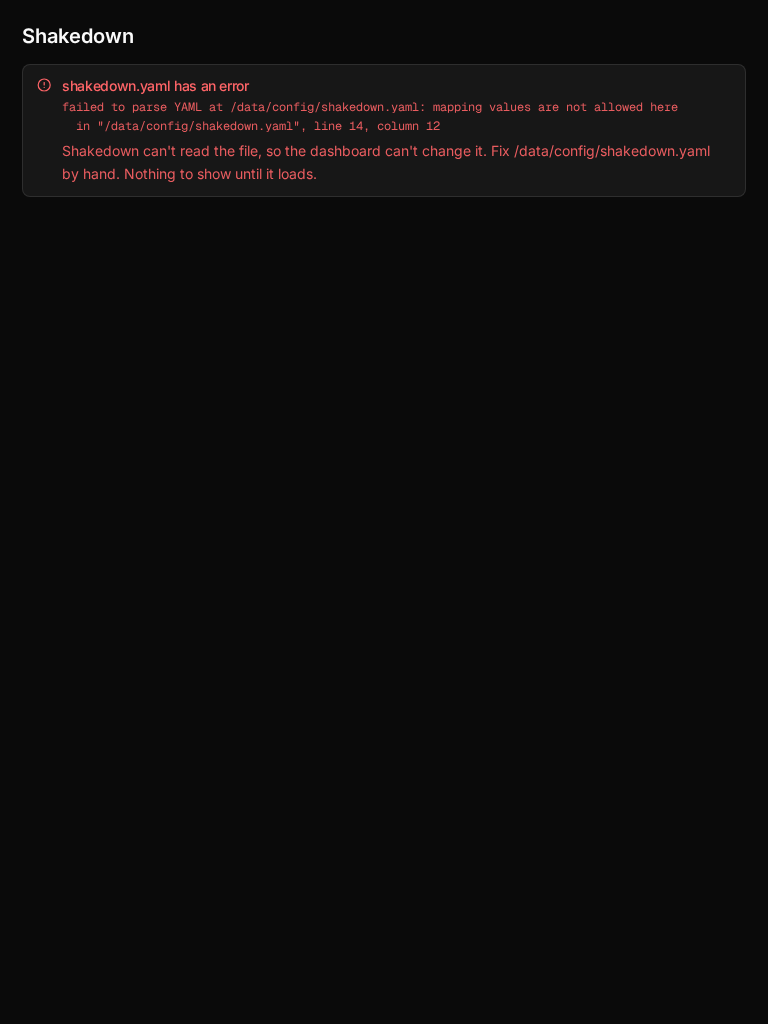 Shakedown
shakedown.yaml has an error
failed to parse YAML at /data/config/shakedown.yaml: mapping values are not allowed here
in "/data/config/shakedown.yaml", line 14, column 12
Shakedown can't read the file, so the dashboard can't change it. Fix /data/config/shakedown.yaml
by hand. Nothing to show until it loads.